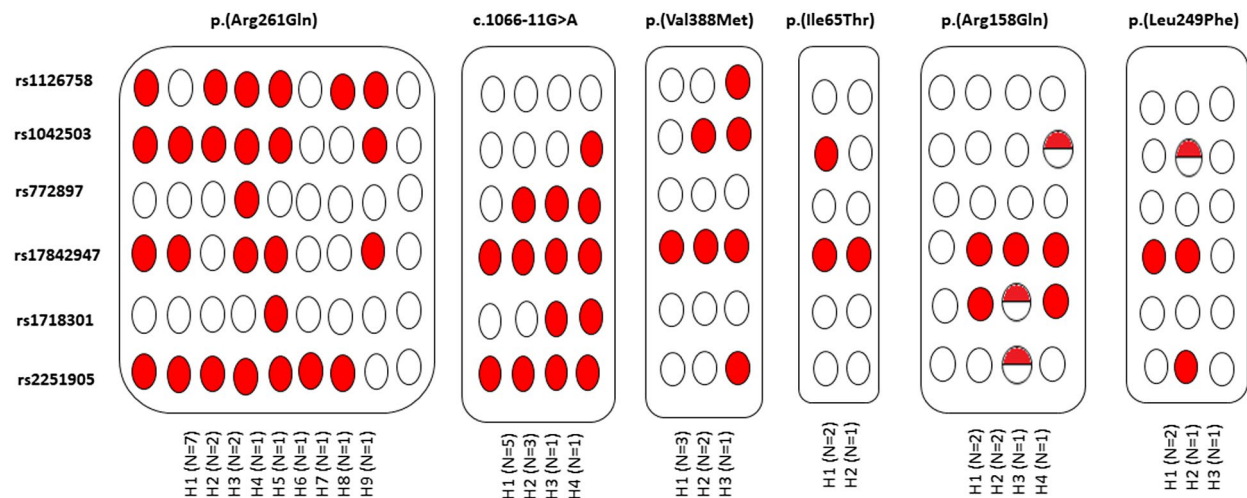 p.(Arg261Gln) c.1066-11G>A p.(Val388Met) p.(Ile65Thr) p.(Arg158Gln) p.(Leu249Phe)
rs1126758
rs1042503
rs772897
rs17842947
rs1718301
rs2251905
H1 (N=7)
H2 (N=2)
H3 (N=2)
H4 (N=1)
H5 (N=1)
H6 (N=1)
H7 (N=1)
H8 (N=1)
H9 (N=1)
H1 (N=5)
H2 (N=3)
H3 (N=1)
H4 (N=1)
H1 (N=3)
H2 (N=2)
H3 (N=1)
H1 (N=2)
H2 (N=1)
H1 (N=2)
H2 (N=2)
H3 (N=1)
H4 (N=1)
H1 (N=2)
H2 (N=1)
H3 (N=1)